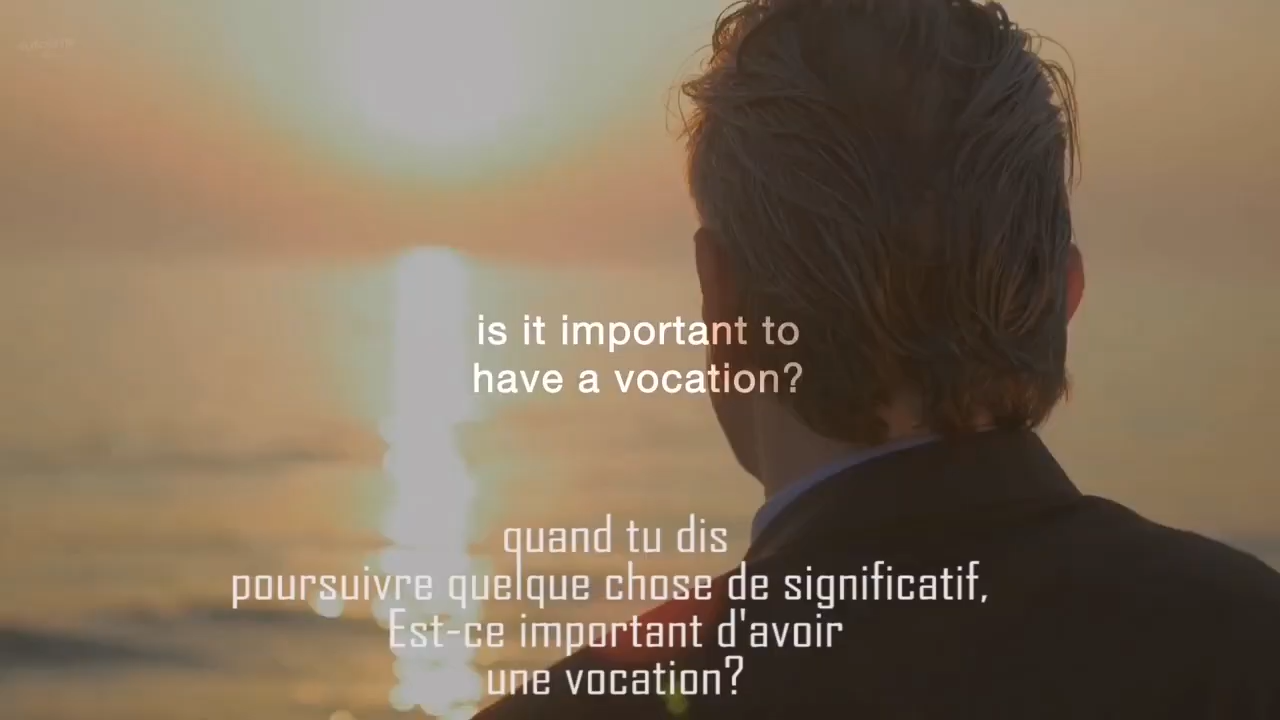 is it important to
have a vocation?
quand tu dis
poursuivre quelque chose de significatif,
Est-ce important d'avoir
une vocation?